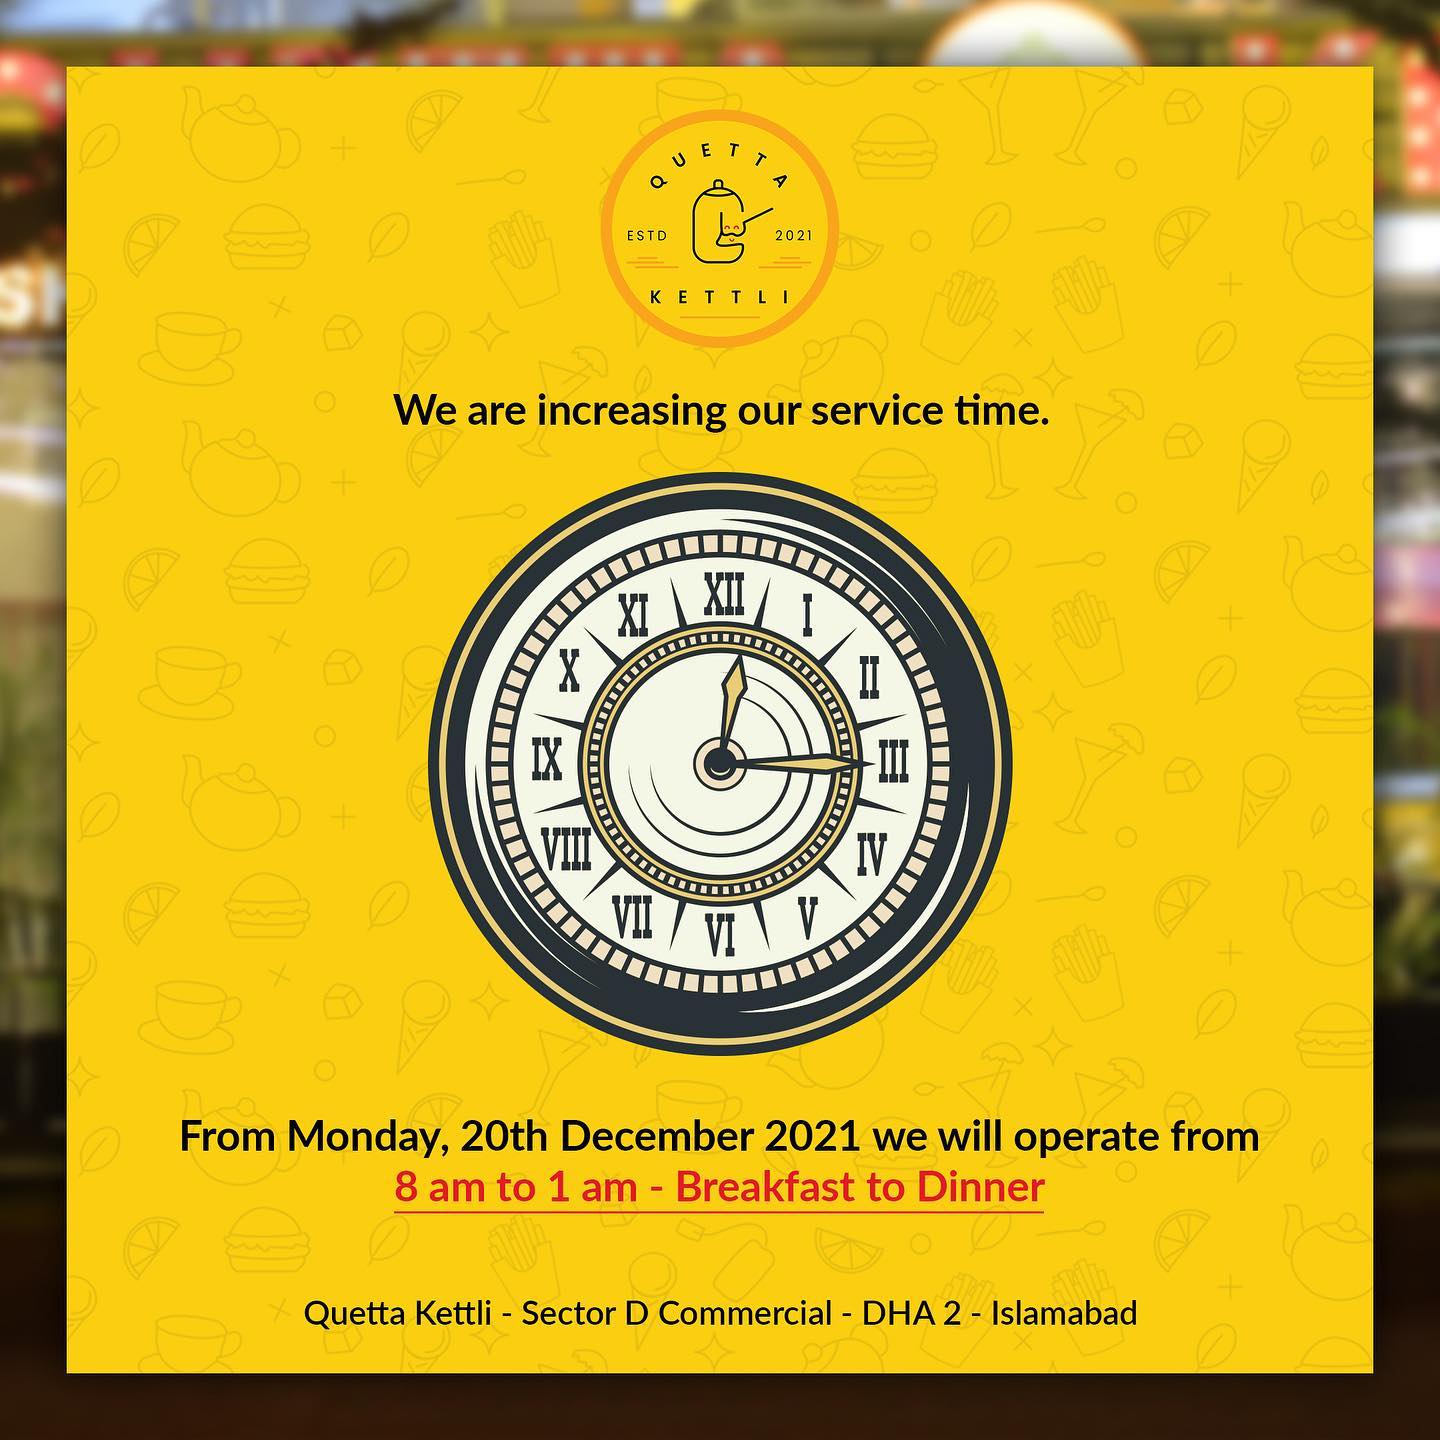 QUETTA
ESTD 2021
KETTLI
We are increasing our service time.
XII
XI I
X II
IX III
VIII IV
VII V
VI
From Monday, 20th December 2021 we will operate from
8 am to 1 am - Breakfast to Dinner
Quetta Kettli - Sector D Commercial - DHA 2 - Islamabad